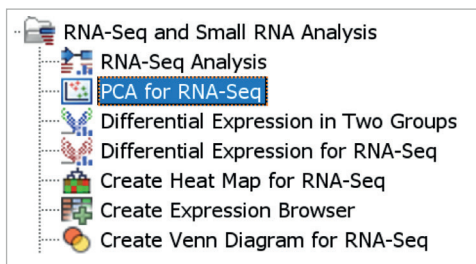 RNA-Seq and Small RNA Analysis
RNA-Seq Analysis
PCA for RNA-Seq
Differential Expression in Two Groups
Differential Expression for RNA-Seq
Create Heat Map for RNA-Seq
Create Expression Browser
Create Venn Diagram for RNA-Seq